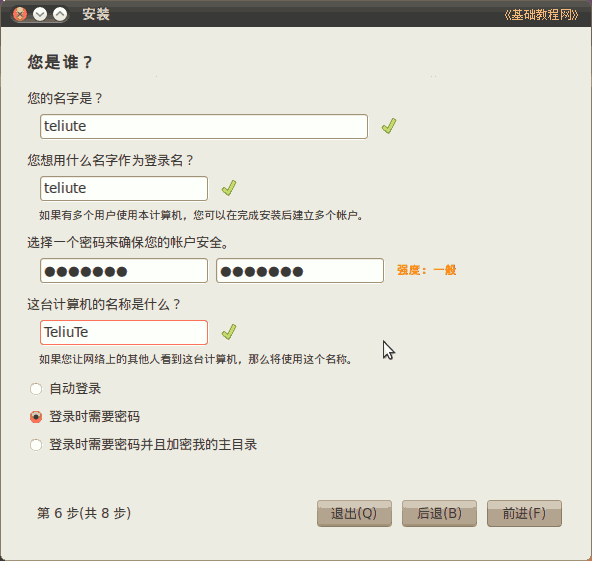 安装
《基础教程网》
您是谁？
您的名字是？
teliute
您想用什么名字作为登录名？
teliute
如果有多个用户使用本计算机，您可以在完成安装后建立多个帐户。
选择一个密码来确保您的帐户安全。
●●●●●●● ●●●●●●● 强度：一般
这台计算机的名称是什么？
TeliuTe
如果您让网络上的其他人看到这台计算机，那么将使用这个名称。
自动登录
登录时需要密码
登录时需要密码并且加密我的主目录
第 6 步(共 8 步) 退出(Q) 后退(B) 前进(F)